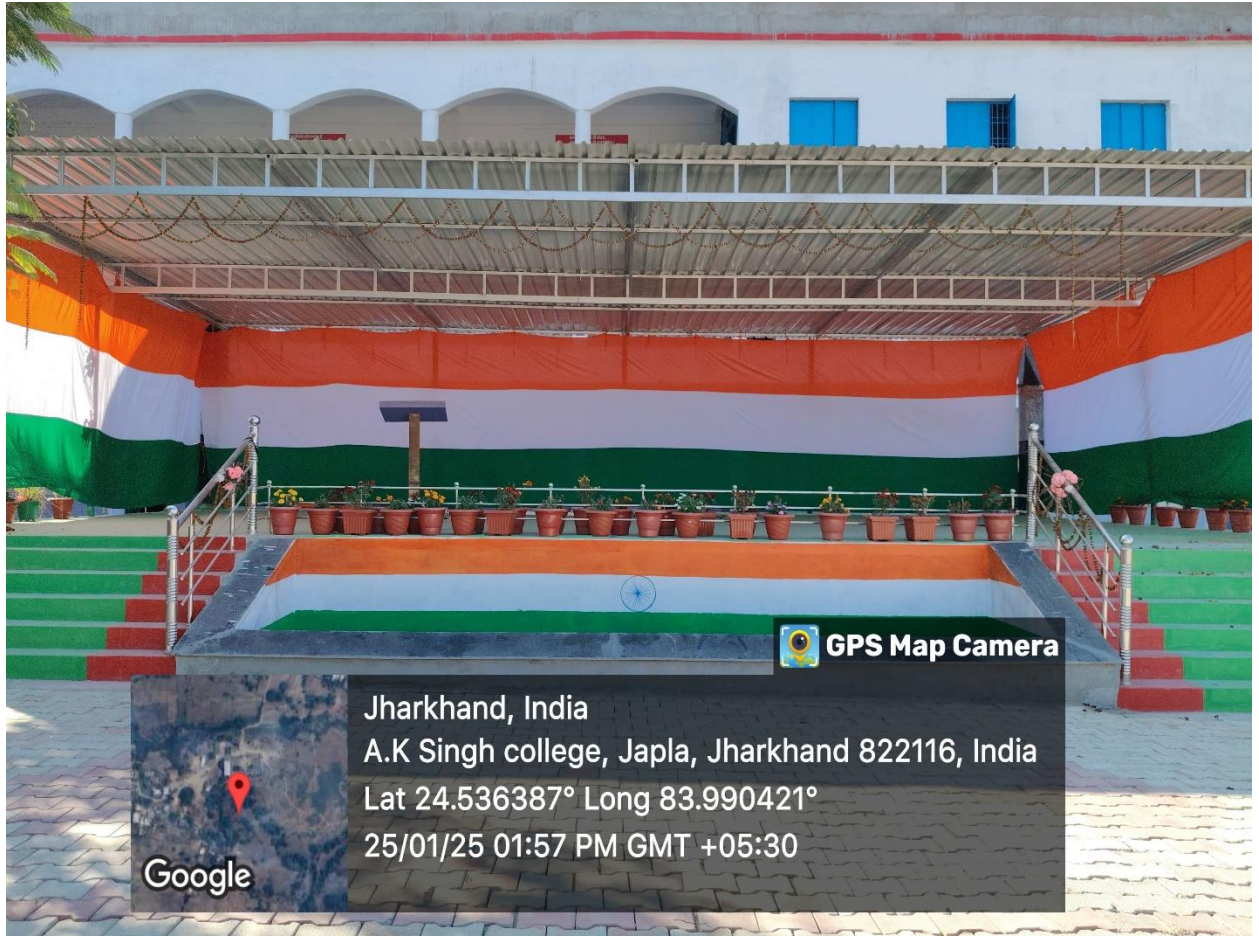 GPS Map Camera
Jharkhand, India
A.K Singh college, Japla, Jharkhand 822116, India
Lat 24.536387° Long 83.990421°
25/01/25 01:57 PM GMT +05:30
Google